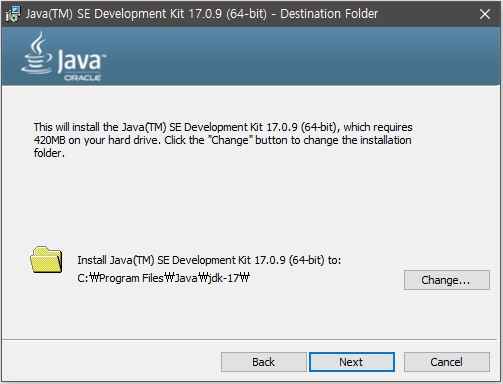 Java(TM) SE Development Kit 17.0.9 (64-bit) - Destination Folder
Java
ORACLE
This will install the Java(TM) SE Development Kit 17.0.9 (64-bit), which requires
420MB on your hard drive. Click the "Change" button to change the installation
folder.
Install Java(TM) SE Development Kit 17.0.9 (64-bit) to:
C:₩Program Files₩Java₩jdk-17₩
Change...
Back
Next
Cancel